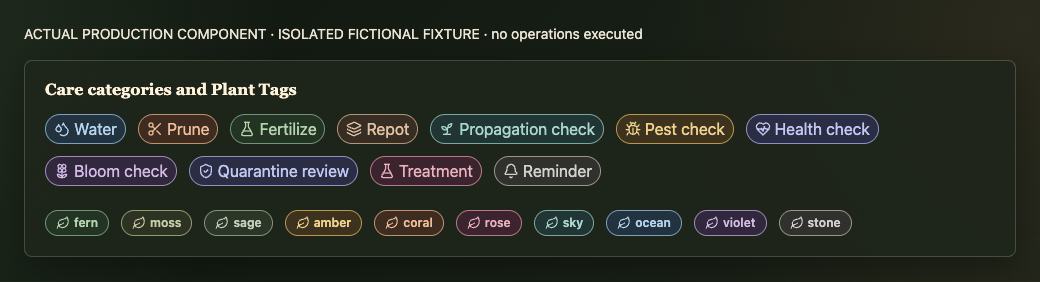 ACTUAL PRODUCTION COMPONENT · ISOLATED FICTIONAL FIXTURE · no operations executed
Care categories and Plant Tags
Water Prune Fertilize Repot Propagation check Pest check Health check
Bloom check Quarantine review Treatment Reminder
fern moss sage amber coral rose sky ocean violet stone